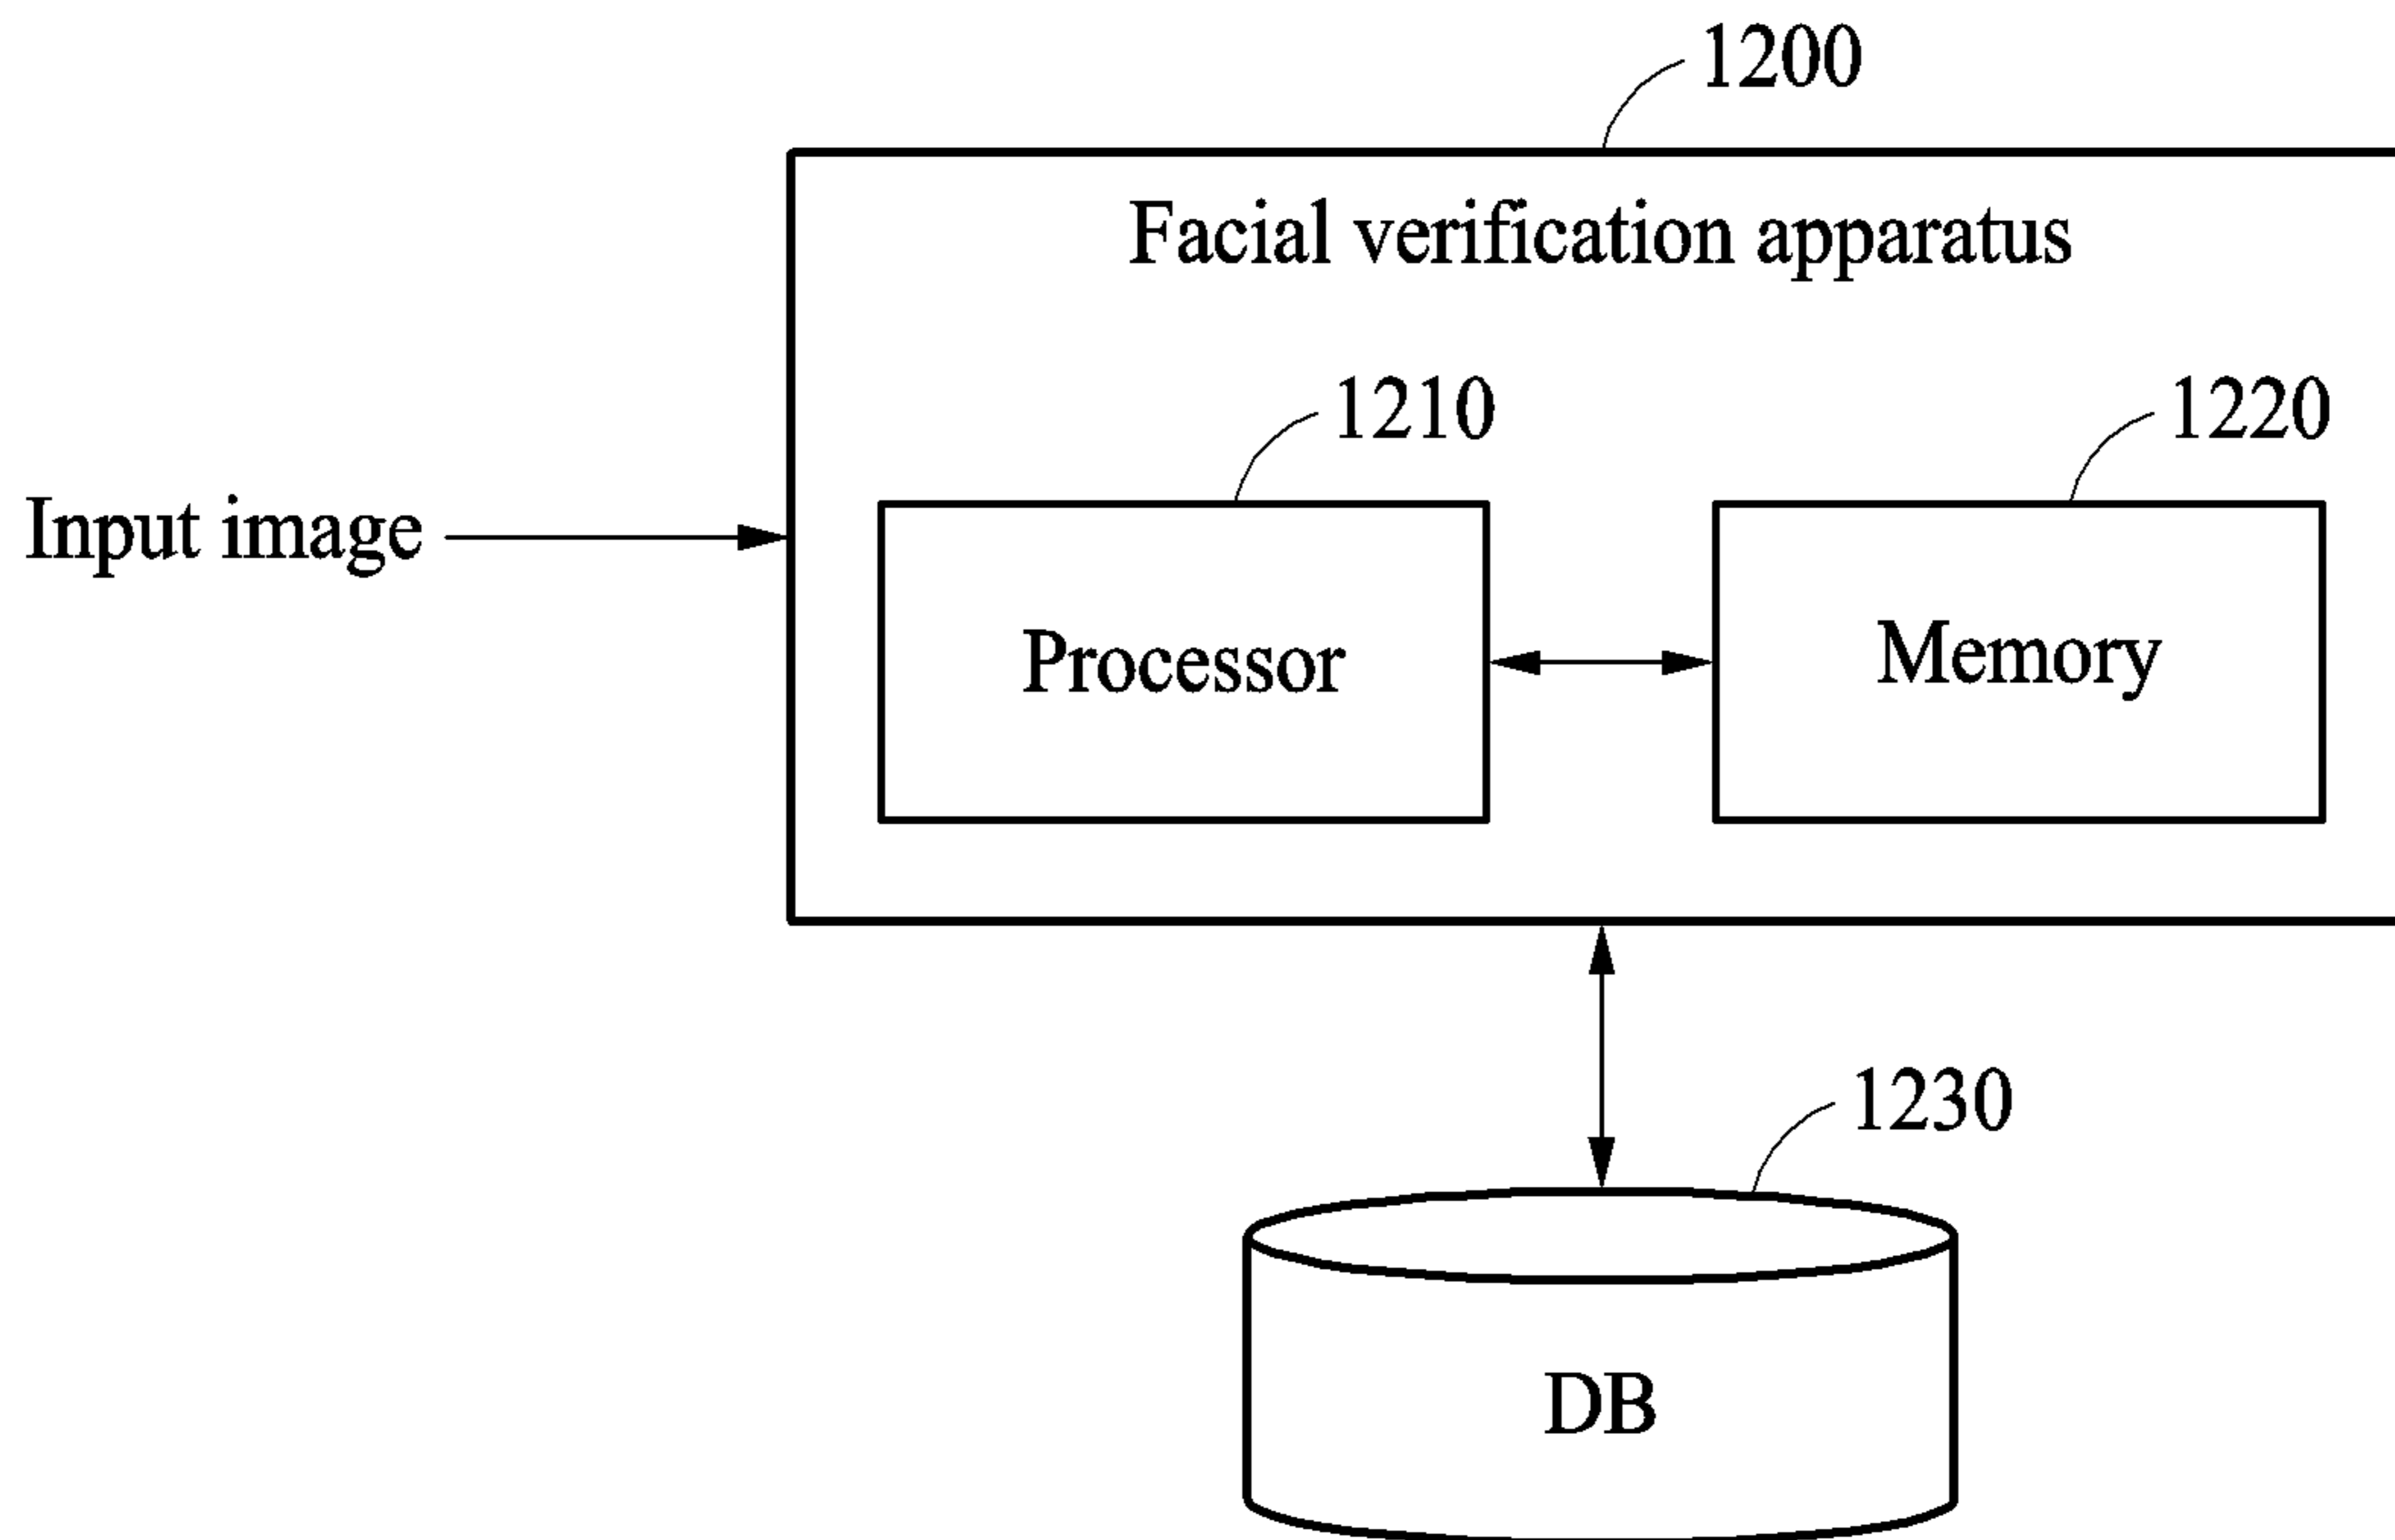 1200
Facial verification apparatus
1210
1220
Input image
Processor
Memory
1230
DB